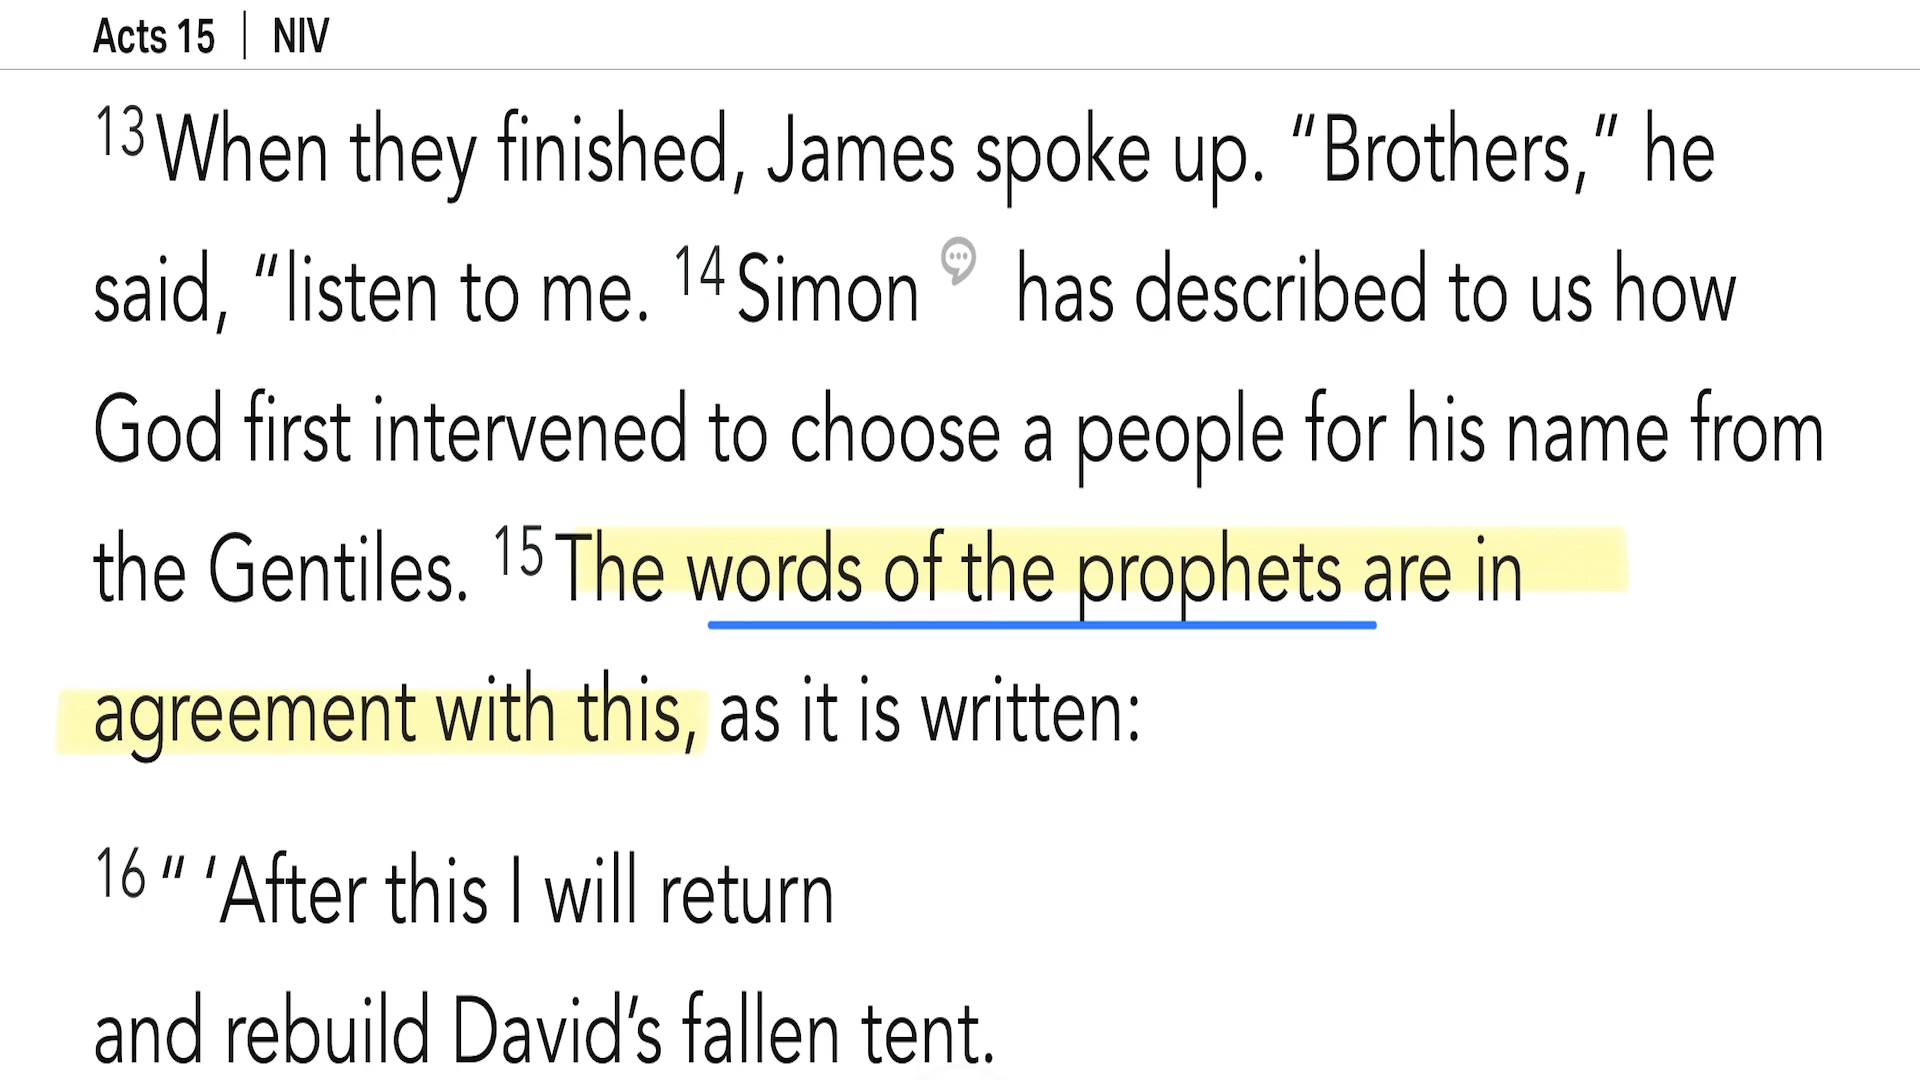 Acts 15 | NIV
13 When they finished, James spoke up. “Brothers,” he
said, “listen to me. 14 Simon has described to us how
God first intervened to choose a people for his name from
the Gentiles. 15 The words of the prophets are in
agreement with this, as it is written:
16 “ ‘After this I will return
and rebuild David’s fallen tent.